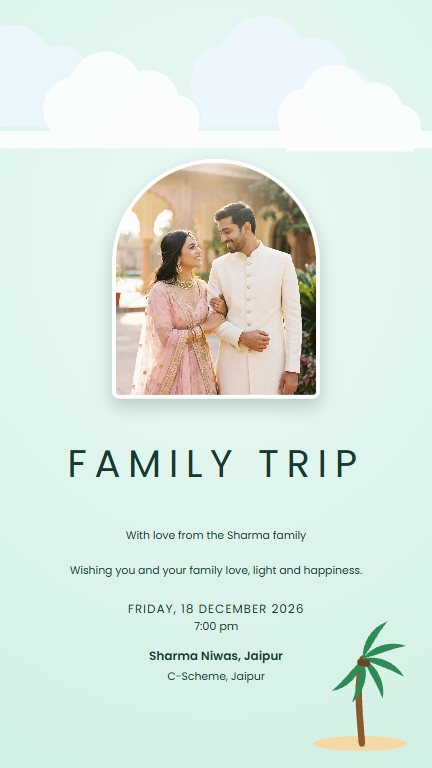 FAMILY TRIP
With love from the Sharma family
Wishing you and your family love, light and happiness.
FRIDAY, 18 DECEMBER 2026
7:00 pm
Sharma Niwas, Jaipur
C-Scheme, Jaipur